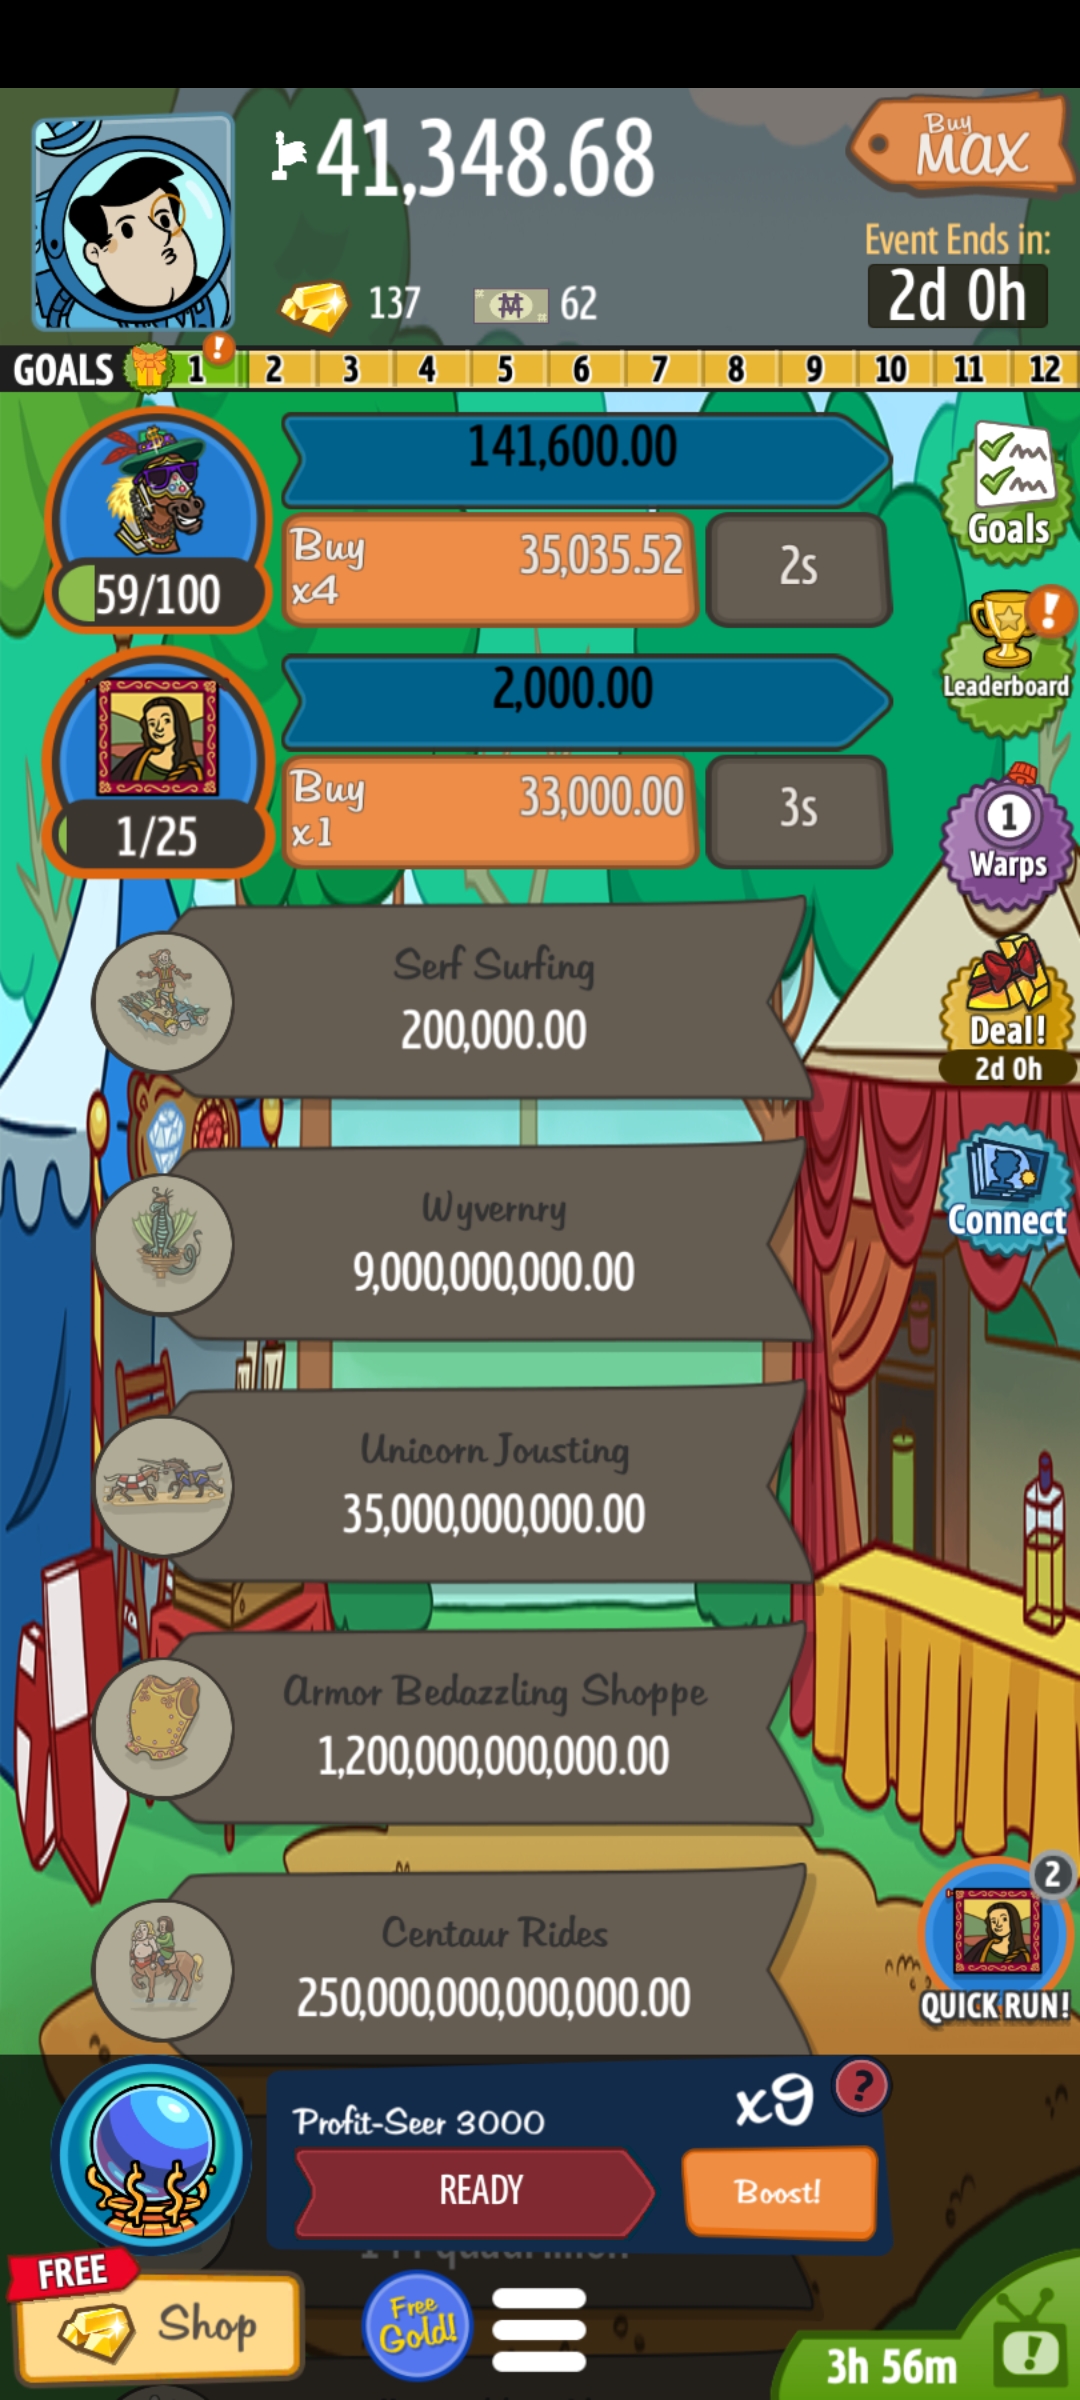 41,348.68
Buy
MAX
137
62
Event Ends in:
2d 0h
GOALS 1 ! 2 3 4 5 6 7 8 9 10 11 12
141,600.00
59/100
Buy
x4
35,035.52
2s
Goals
!
Leaderboard
2,000.00
1/25
Buy
x1
33,000.00
3s
1
Warps
Serf Surfing
200,000.00
Deal!
2d 0h
Wyvernry
9,000,000,000.00
Connect
Unicorn Jousting
35,000,000,000.00
Armor Bedazzling Shoppe
1,200,000,000,000.00
Centaur Rides
250,000,000,000,000.00
2
QUICK RUN!
Profit-Seer 3000
x9
?
READY
Boost!
FREE
Shop
Free
Gold!
3h 56m
!